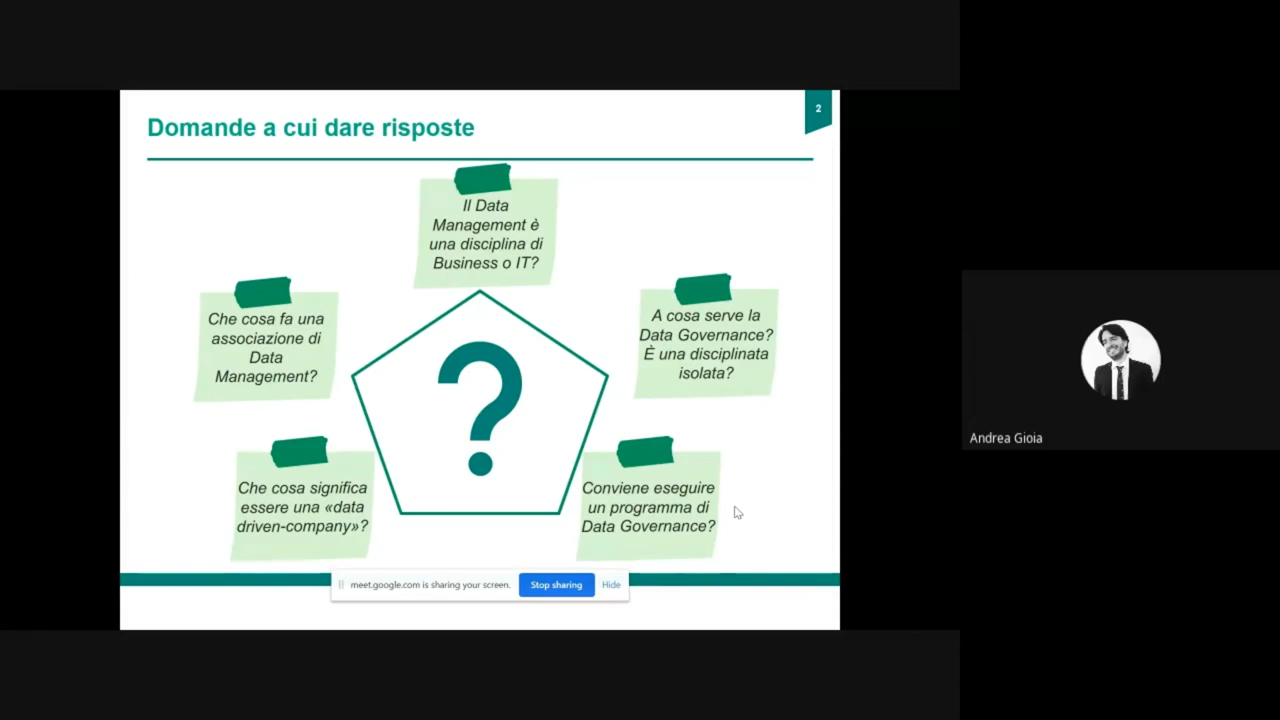 Domande a cui dare risposte
2
Il Data
Management è
una disciplina di
Business o IT?
Che cosa fa una
associazione di
Data
Management?
A cosa serve la
Data Governance?
È una disciplinata
isolata?
?
Che cosa significa
essere una «data
driven-company»?
Conviene eseguire
un programma di
Data Governance?
meet.google.com is sharing your screen.
Stop sharing
Hide
Andrea Gioia